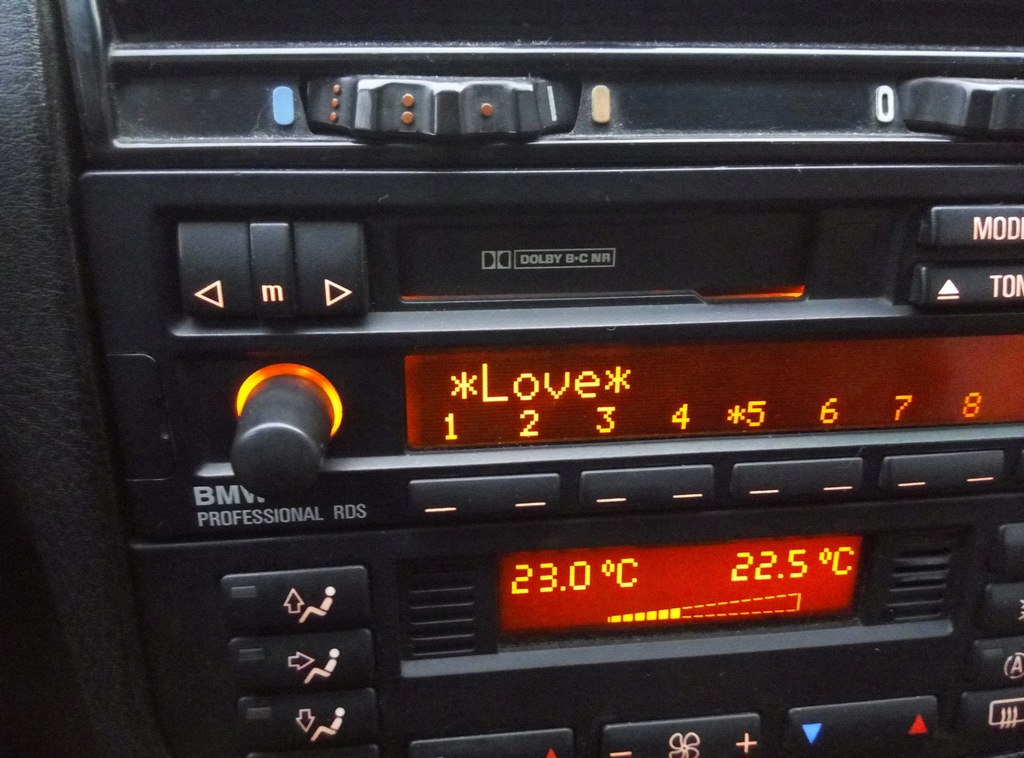 0
MODE
DOLBY B·C NR
m
TON
*Love*
1 2 3 4 *5 6 7 8
BMW
PROFESSIONAL RDS
23.0 °C 22.5 °C
A
− +